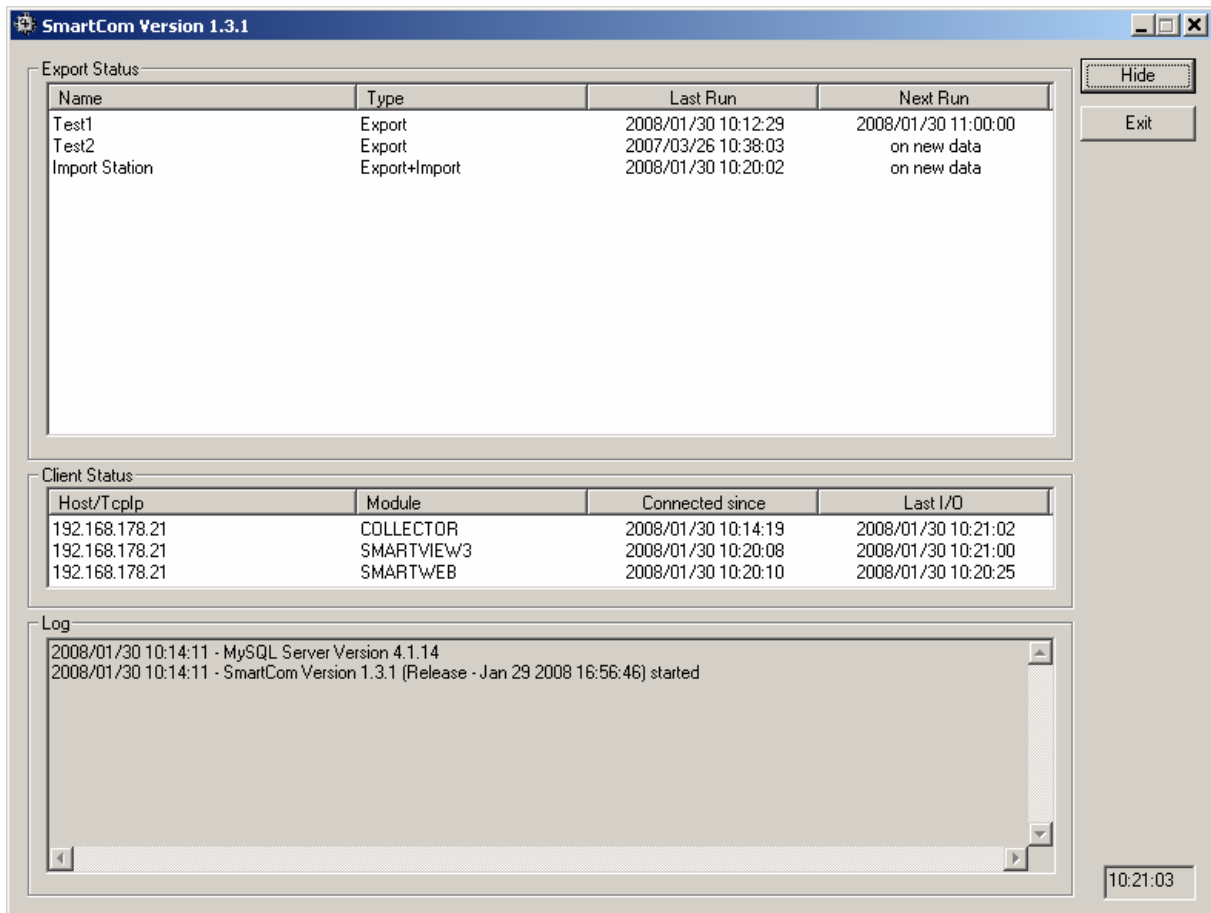 SmartCom Version 1.3.1
Export Status
Name Type Last Run Next Run
Test1 Export 2008/01/30 10:12:29 2008/01/30 11:00:00
Test2 Export 2007/03/26 10:38:03 on new data
Import Station Export+Import 2008/01/30 10:20:02 on new data
Hide
Exit
Client Status
Host/TcpIp Module Connected since Last I/O
192.168.178.21 COLLECTOR 2008/01/30 10:14:19 2008/01/30 10:21:02
192.168.178.21 SMARTVIEW3 2008/01/30 10:20:08 2008/01/30 10:21:00
192.168.178.21 SMARTWEB 2008/01/30 10:20:10 2008/01/30 10:20:25
Log
2008/01/30 10:14:11 - MySQL Server Version 4.1.14
2008/01/30 10:14:11 - SmartCom Version 1.3.1 (Release - Jan 29 2008 16:56:46) started
10:21:03